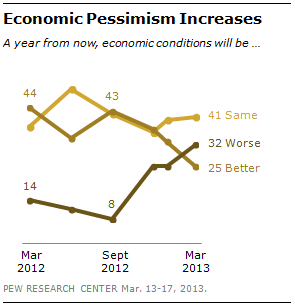 Economic Pessimism Increases
A year from now, economic conditions will be ...
44
43
41 Same
32 Worse
25 Better
14
8
Mar Sept Mar
2012 2012 2013
PEW RESEARCH CENTER Mar. 13-17, 2013.